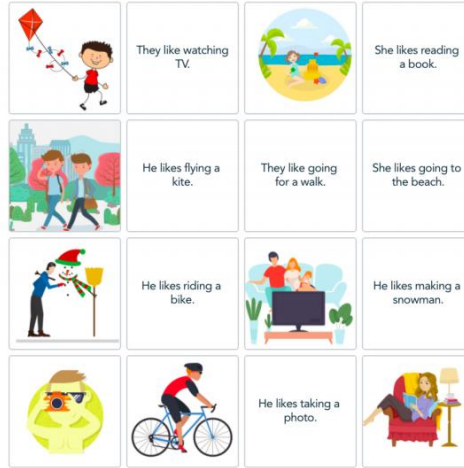 They like watching
TV.
She likes reading
a book.
He likes flying a
kite.
They like going
for a walk.
She likes going to
the beach.
He likes riding a
bike.
He likes making a
snowman.
He likes taking a
photo.